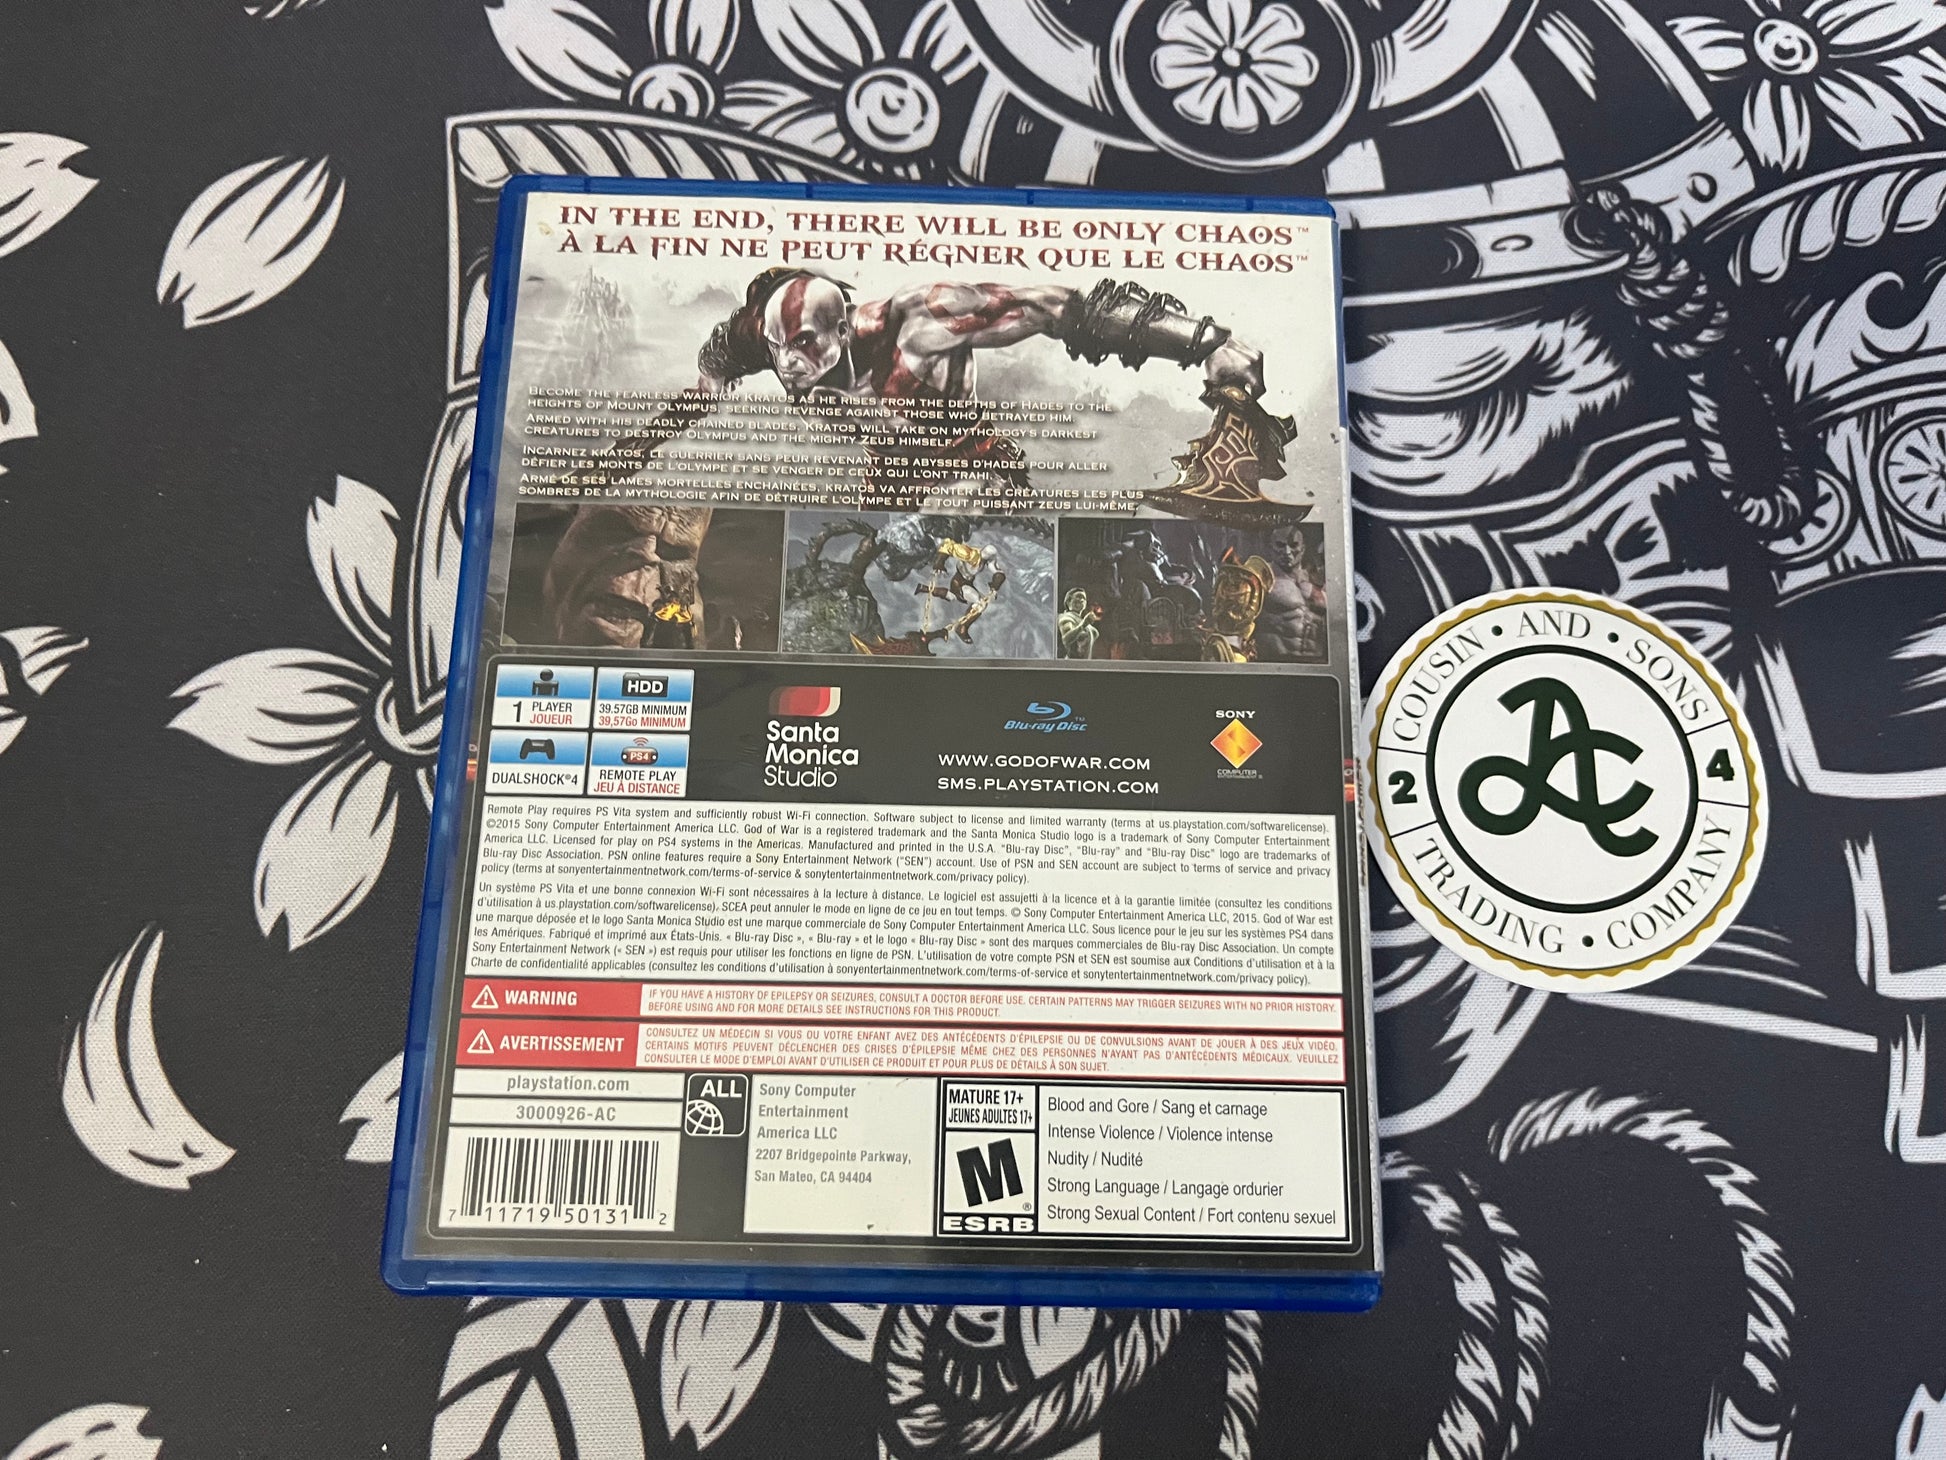 IN THE END, THERE WILL BE ONLY CHAOS™
À LA FIN NE PEUT RÉGNER QUE LE CHAOS™
BECOME THE FEARLESS WARRIOR KRATOS AS HE RISES FROM THE DEPTHS OF HADES TO THE
HEIGHTS OF MOUNT OLYMPUS, SEEKING REVENGE AGAINST THOSE WHO BETRAYED HIM.
ARMED WITH HIS DEADLY CHAINED BLADES, KRATOS WILL TAKE ON MYTHOLOGY'S DARKEST
CREATURES TO DESTROY OLYMPUS AND THE MIGHTY ZEUS HIMSELF.
INCARNEZ KRATOS, LE GUERRIER SANS PEUR REVENANT DES ABYSSES D'HADES POUR ALLER
DÉFIER LES MONTS DE L'OLYMPE ET SE VENGER DE CEUX QUI L'ONT TRAHI.
ARMÉ DE SES LAMES MORTELLES ENCHAINÉES, KRATOS VA AFFRONTER LES CRÉATURES LES PLUS
SOMBRES DE LA MYTHOLOGIE AFIN DE DÉTRUIRE L'OLYMPE ET LE TOUT PUISSANT ZEUS LUI-MÊME.
1 PLAYER
JOUEUR
HDD
39.57GB MINIMUM
39,57Go MINIMUM
DUALSHOCK®4
PS4
REMOTE PLAY
JEU À DISTANCE
Santa
Monica
Studio
Blu-ray Disc™
WWW.GODOFWAR.COM
SMS.PLAYSTATION.COM
SONY
COMPUTER
ENTERTAINMENT
Remote Play requires PS Vita system and sufficiently robust Wi-Fi connection. Software subject to license and limited warranty (terms at us.playstation.com/softwarelicense).
©2015 Sony Computer Entertainment America LLC. God of War is a registered trademark and the Santa Monica Studio logo is a trademark of Sony Computer Entertainment
America LLC. Licensed for play on PS4 systems in the Americas. Manufactured and printed in the U.S.A. "Blu-ray Disc", "Blu-ray" and "Blu-ray Disc" logo are trademarks of
Blu-ray Disc Association. PSN online features require a Sony Entertainment Network ("SEN") account. Use of PSN and SEN account are subject to terms of service and privacy
policy (terms at sonyentertainmentnetwork.com/terms-of-service & sonytentertainmentnetwork.com/privacy policy).
Un système PS Vita et une bonne connexion Wi-Fi sont nécessaires à la lecture à distance. Le logiciel est assujetti à la licence et à la garantie limitée (consultez les conditions
d'utilisation à us.playstation.com/softwarelicense). SCEA peut annuler le mode en ligne de ce jeu en tout temps. © Sony Computer Entertainment America LLC, 2015. God of War est
une marque déposée et le logo Santa Monica Studio est une marque commerciale de Sony Computer Entertainment America LLC. Sous licence pour le jeu sur les systèmes PS4 dans
les Amériques. Fabriqué et imprimé aux États-Unis. « Blu-ray Disc », « Blu-ray » et le logo « Blu-ray Disc » sont des marques commerciales de Blu-ray Disc Association. Un compte
Sony Entertainment Network (« SEN ») est requis pour utiliser les fonctions en ligne de PSN. L'utilisation de votre compte PSN et SEN est soumise aux Conditions d'utilisation et à la
Charte de confidentialité applicables (consultez les conditions d'utilisation à sonyentertainmentnetwork.com/terms-of-service et sonytentertainmentnetwork.com/privacy policy).
WARNING
IF YOU HAVE A HISTORY OF EPILEPSY OR SEIZURES, CONSULT A DOCTOR BEFORE USE. CERTAIN PATTERNS MAY TRIGGER SEIZURES WITH NO PRIOR HISTORY.
BEFORE USING AND FOR MORE DETAILS SEE INSTRUCTIONS FOR THIS PRODUCT.
AVERTISSEMENT
CONSULTEZ UN MÉDECIN SI VOUS OU VOTRE ENFANT AVEZ DES ANTÉCÉDENTS D'ÉPILEPSIE OU DE CONVULSIONS AVANT DE JOUER À DES JEUX VIDÉO.
CERTAINS MOTIFS PEUVENT DÉCLENCHER DES CRISES D'ÉPILEPSIE MÊME CHEZ DES PERSONNES N'AYANT PAS D'ANTÉCÉDENTS MÉDICAUX. VEUILLEZ
CONSULTER LE MODE D'EMPLOI AVANT D'UTILISER CE PRODUIT ET POUR PLUS DE DÉTAILS À SON SUJET.
playstation.com
3000926-AC
7 11719 50131 2
ALL
Sony Computer
Entertainment
America LLC
2207 Bridgepointe Parkway,
San Mateo, CA 94404
MATURE 17+
JEUNES ADULTES 17+
M®
ESRB
Blood and Gore / Sang et carnage
Intense Violence / Violence intense
Nudity / Nudité
Strong Language / Langage ordurier
Strong Sexual Content / Fort contenu sexuel
COUSIN • AND • SONS
2 AC 4
TRADING • COMPANY